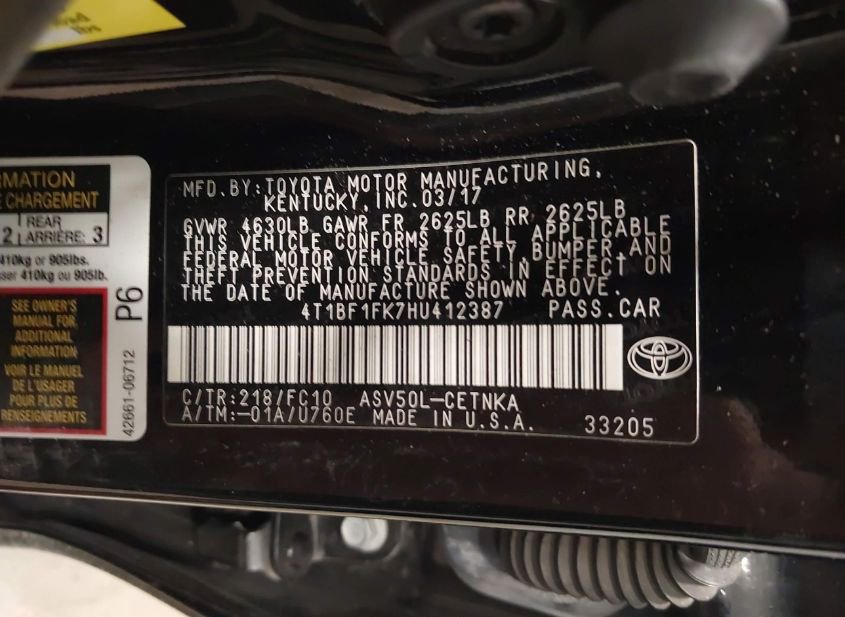 RMATION
E CHARGEMENT
2 REAR
ARRIÈRE: 3
410kg or 905lbs.
sser 410kg ou 905lb.
SEE OWNER'S
MANUAL FOR
ADDITIONAL
INFORMATION
VOIR LE MANUEL
DE L'USAGER
POUR PLUS DE
RENSEIGNEMENTS
P6
42661-06712
MFD. BY: TOYOTA MOTOR MANUFACTURING,
KENTUCKY, INC. 03/17
GVWR 4630LB GAWR FR 2625LB RR 2625LB
THIS VEHICLE CONFORMS TO ALL APPLICABLE
FEDERAL MOTOR VEHICLE SAFETY, BUMPER, AND
THEFT PREVENTION STANDARDS IN EFFECT ON
THE DATE OF MANUFACTURE SHOWN ABOVE.
4T1BF1FK7HU412387 PASS.CAR
C/TR:218/FC10 ASV50L-CETNKA
A/TM:-01A/U760E MADE IN U.S.A. 33205